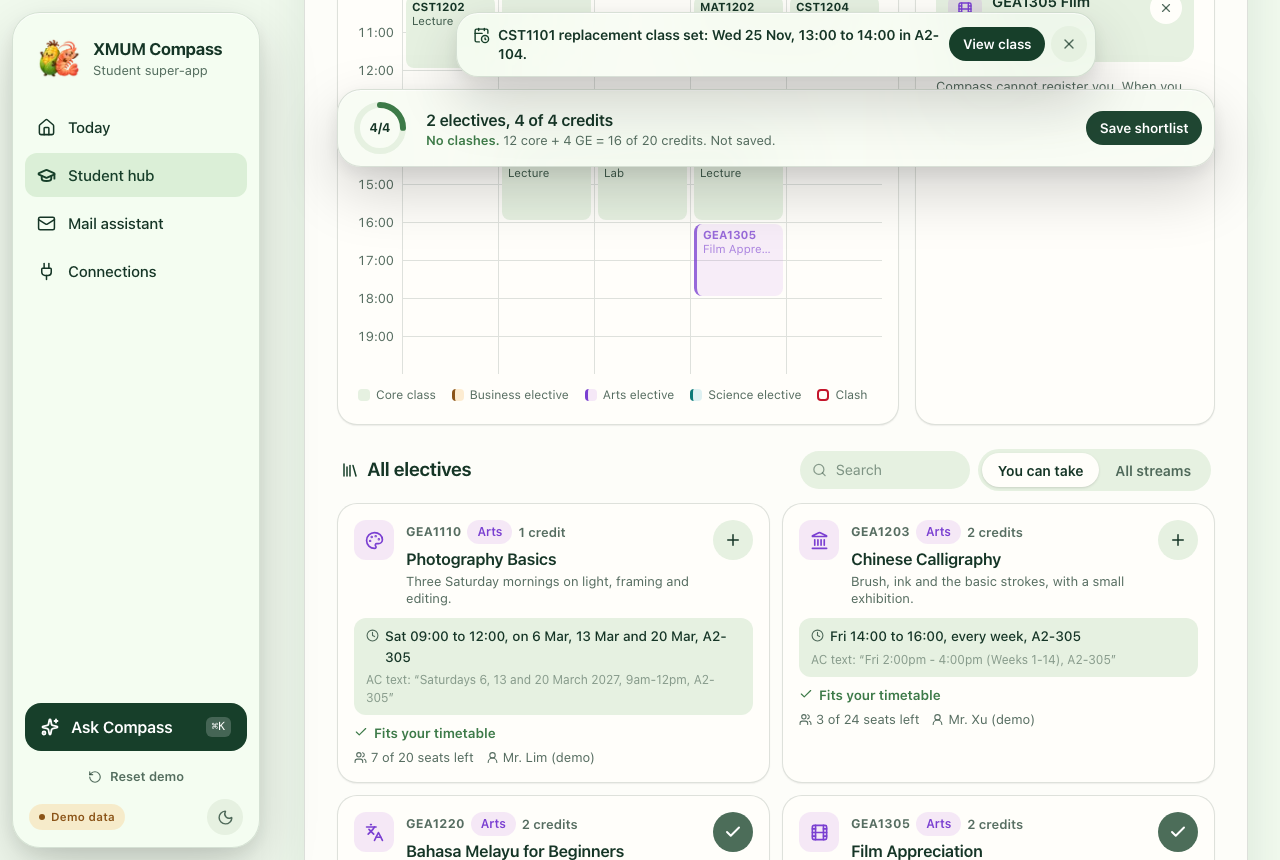 XMUM Compass
Student super-app
Today
Student hub
Mail assistant
Connections
Ask Compass
⌘K
Reset demo
Demo data
CST1202
Lecture
MAT1202
CST1204
GEA1305 Film
CST1101 replacement class set: Wed 25 Nov, 13:00 to 14:00 in A2-
104.
View class
Compass cannot register you. When you
4/4
2 electives, 4 of 4 credits
No clashes. 12 core + 4 GE = 16 of 20 credits. Not saved.
Save shortlist
11:00
12:00
Lecture
Lab
Lecture
15:00
16:00
GEA1305
Film Appre...
17:00
18:00
19:00
Core class
Business elective
Arts elective
Science elective
Clash
All electives
Search
You can take
All streams
GEA1110 Arts 1 credit
Photography Basics
Three Saturday mornings on light, framing and
editing.
Sat 09:00 to 12:00, on 6 Mar, 13 Mar and 20 Mar, A2-
305
AC text: “Saturdays 6, 13 and 20 March 2027, 9am-12pm, A2-
305”
Fits your timetable
7 of 20 seats left Mr. Lim (demo)
GEA1203 Arts 2 credits
Chinese Calligraphy
Brush, ink and the basic strokes, with a small
exhibition.
Fri 14:00 to 16:00, every week, A2-305
AC text: “Fri 2:00pm - 4:00pm (Weeks 1-14), A2-305”
Fits your timetable
3 of 24 seats left Mr. Xu (demo)
GEA1220 Arts 2 credits
Bahasa Melayu for Beginners
GEA1305 Arts 2 credits
Film Appreciation